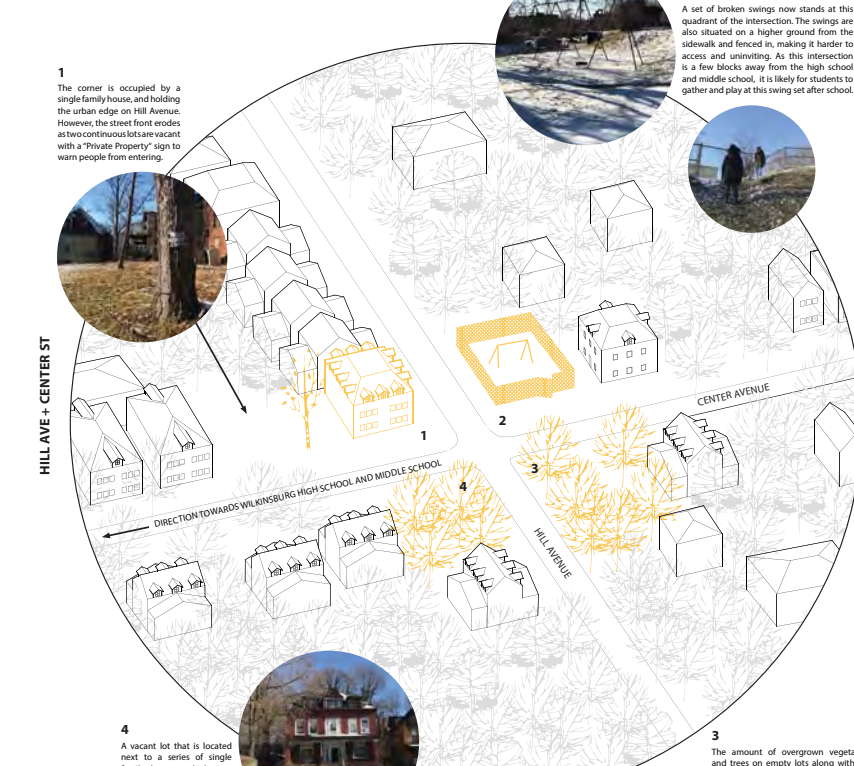 A set of broken swings now stands at this
quadrant of the intersection. The swings are
also situated on a higher ground from the
sidewalk and fenced in, making it harder to
access and uninviting. As this intersection
is a few blocks away from the high school
and middle school, it is likely for students to
gather and play at this swing set after school.
1
The corner is occupied by a
single family house, and holding
the urban edge on Hill Avenue.
However, the street front erodes
as two continuous lots are vacant
with a "Private Property" sign to
warn people from entering.
HILL AVE + CENTER ST
CENTER AVENUE
1
2
3
4
DIRECTION TOWARDS WILKINSBURG HIGH SCHOOL AND MIDDLE SCHOOL
HILL AVENUE
4
A vacant lot that is located
next to a series of single
3
The amount of overgrown vegeta
and trees on empty lots along with